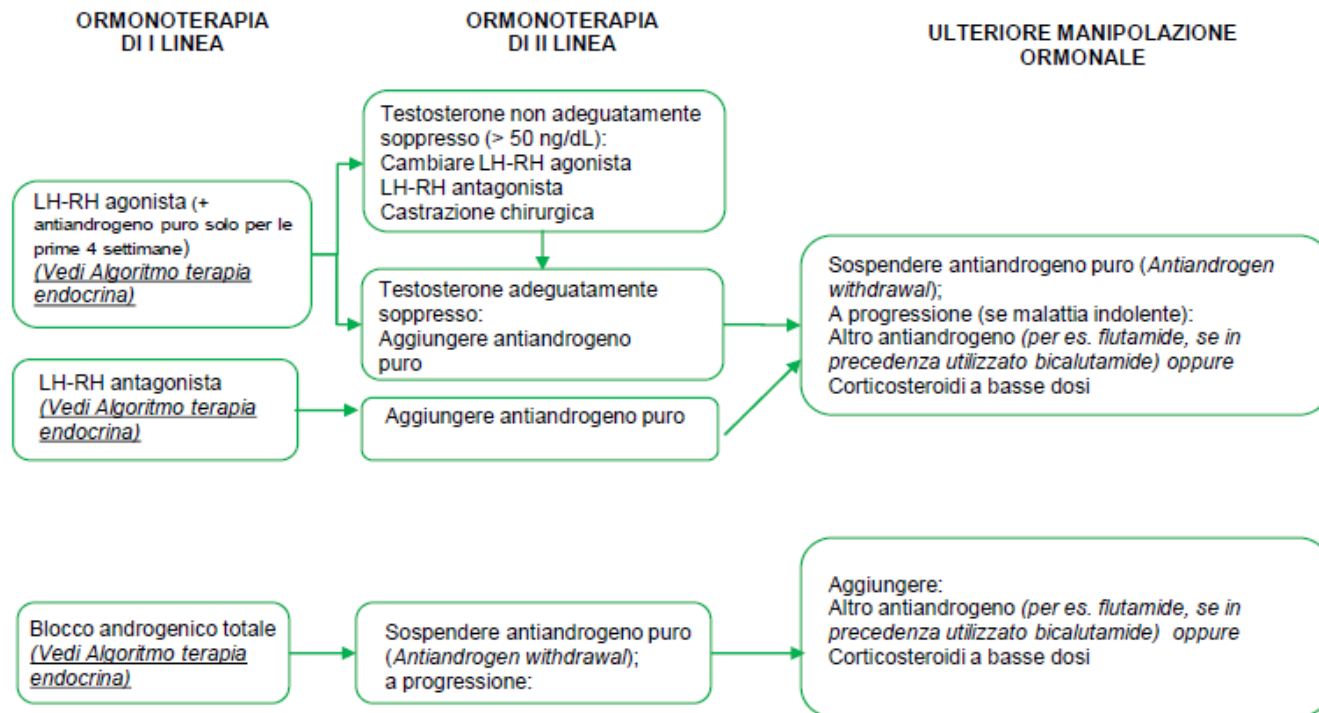 ORMONOTERAPIA
DI I LINEA
ORMONOTERAPIA
DI II LINEA
ULTERIORE MANIPOLAZIONE
ORMONALE
LH-RH agonista (+
antiandrogeno puro solo per le
prime 4 settimane)
(Vedi Algoritmo terapia
endocrina)
Testosterone non adeguatamente
soppresso (> 50 ng/dL):
Cambiare LH-RH agonista
LH-RH antagonista
Castrazione chirurgica
Testosterone adeguatamente
soppresso:
Aggiungere antiandrogeno
puro
Sospendere antiandrogeno puro (Antiandrogen
withdrawal);
A progressione (se malattia indolente):
Altro antiandrogeno (per es. flutamide, se in
precedenza utilizzato bicalutamide) oppure
Corticosteroidi a basse dosi
LH-RH antagonista
(Vedi Algoritmo terapia
endocrina)
Aggiungere antiandrogeno puro
Blocco androgenico totale
(Vedi Algoritmo terapia
endocrina)
Sospendere antiandrogeno puro
(Antiandrogen withdrawal);
a progressione:
Aggiungere:
Altro antiandrogeno (per es. flutamide, se in
precedenza utilizzato bicalutamide) oppure
Corticosteroidi a basse dosi